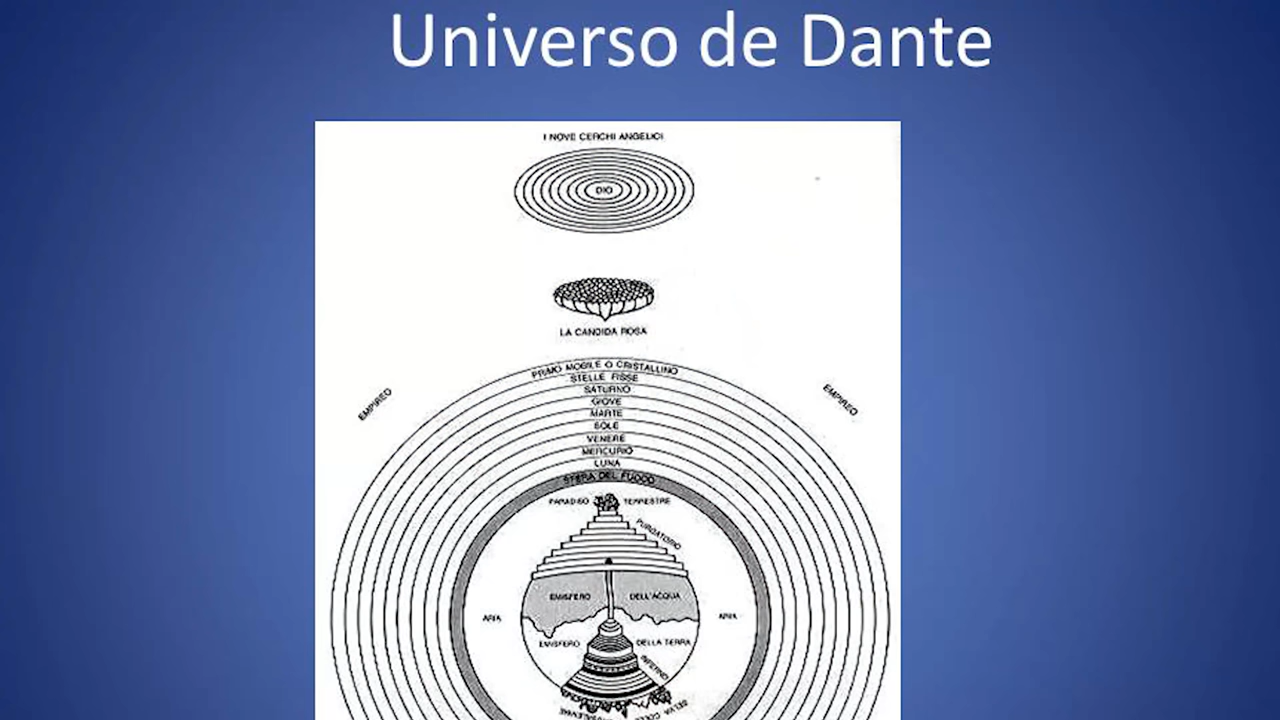 Universo de Dante
I NOVE CERCHI ANGELICI
DIO
LA CANDIDA ROSA
EMPIREO
EMPIREO
PRIMO MOBILE O CRISTALLINO
STELLE FISSE
SATURNO
GIOVE
MARTE
SOLE
VENERE
MERCURIO
LUNA
SFERA DEL FUOCO
PARADISO TERRESTRE
PURGATORIO
EMISFERO DELL'ACQUA
ARIA
ARIA
EMISFERO DELLA TERRA
INFERNO
SELVA